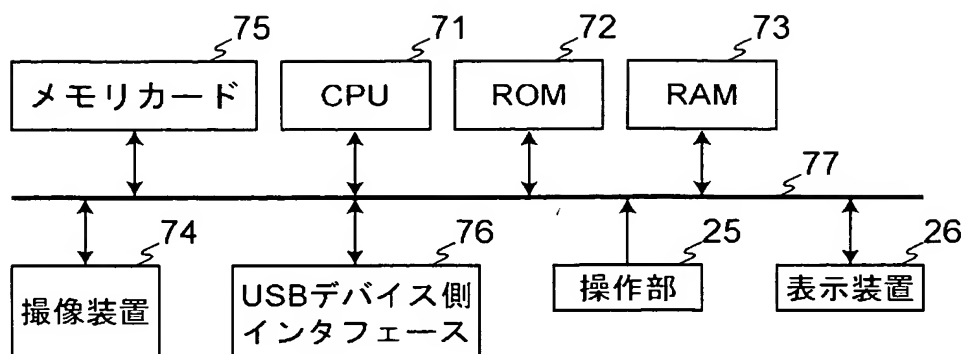 75
71
72
73
メモリカード
CPU
ROM
RAM
77
74
76
25
26
撮像装置
USBデバイス側
インタフェース
操作部
表示装置